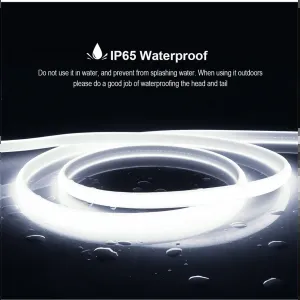 IP65 Waterproof
Do not use it in water, and prevent from splashing water. When using it outdoors
please do a good job of waterproofing the head and tail